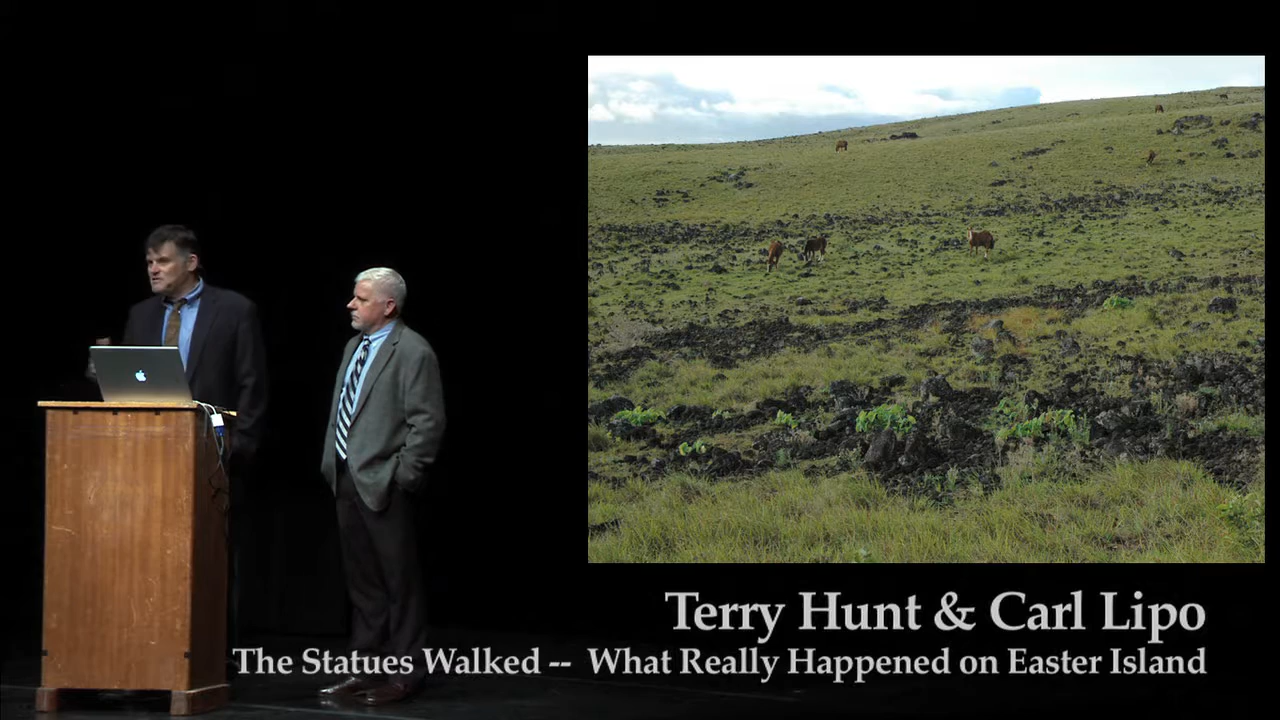 Terry Hunt & Carl Lipo
The Statues Walked -- What Really Happened on Easter Island